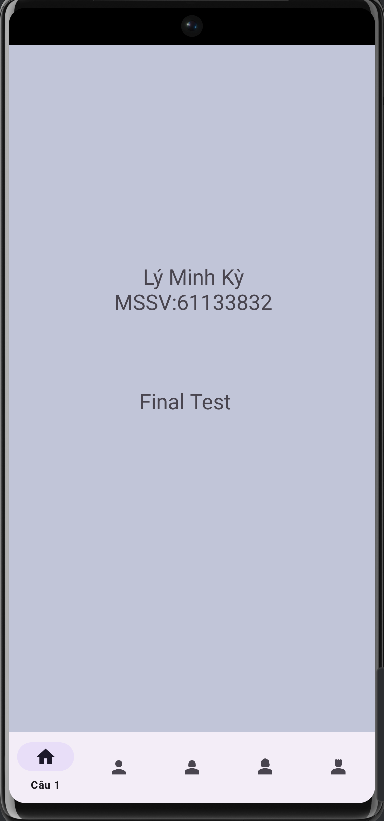 Lý Minh Kỳ
MSSV:61133832
Final Test
Câu 1